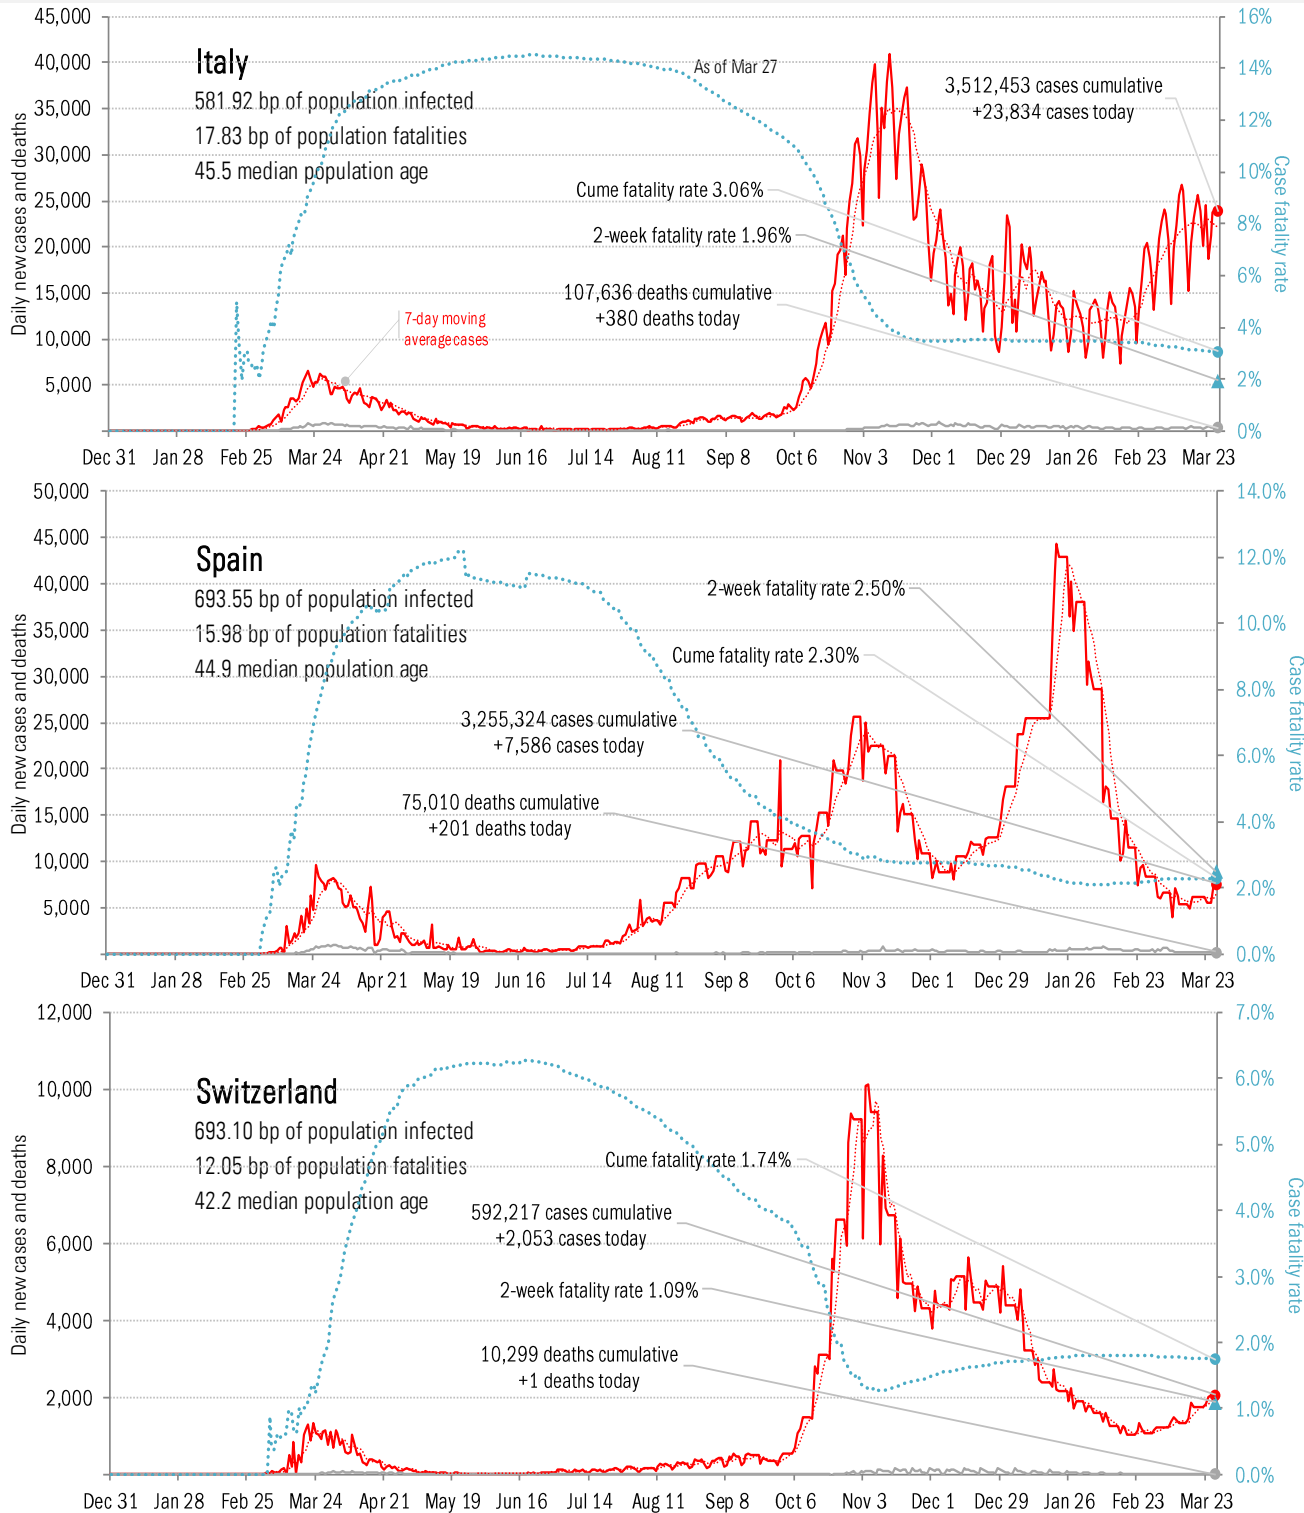 45,000
40,000
35,000
30,000
25,000
20,000
15,000
10,000
5,000
Daily new cases and deaths
Italy
581.92 bp of population infected
17.83 bp of population fatalities
45.5 median population age
As of Mar 27
3,512,453 cases cumulative
+23,834 cases today
Cume fatality rate 3.06%
2-week fatality rate 1.96%
107,636 deaths cumulative
+380 deaths today
7-day moving
average cases
16%
14%
12%
10%
8%
6%
4%
2%
0%
Case fatality rate
Dec 31 Jan 28 Feb 25 Mar 24 Apr 21 May 19 Jun 16 Jul 14 Aug 11 Sep 8 Oct 6 Nov 3 Dec 1 Dec 29 Jan 26 Feb 23 Mar 23
50,000
45,000
40,000
35,000
30,000
25,000
20,000
15,000
10,000
5,000
Daily new cases and deaths
Spain
693.55 bp of population infected
15.98 bp of population fatalities
44.9 median population age
2-week fatality rate 2.50%
Cume fatality rate 2.30%
3,255,324 cases cumulative
+7,586 cases today
75,010 deaths cumulative
+201 deaths today
14.0%
12.0%
10.0%
8.0%
6.0%
4.0%
2.0%
0.0%
Case fatality rate
Dec 31 Jan 28 Feb 25 Mar 24 Apr 21 May 19 Jun 16 Jul 14 Aug 11 Sep 8 Oct 6 Nov 3 Dec 1 Dec 29 Jan 26 Feb 23 Mar 23
12,000
10,000
8,000
6,000
4,000
2,000
Daily new cases and deaths
Switzerland
693.10 bp of population infected
12.05 bp of population fatalities
42.2 median population age
Cume fatality rate 1.74%
592,217 cases cumulative
+2,053 cases today
2-week fatality rate 1.09%
10,299 deaths cumulative
+1 deaths today
7.0%
6.0%
5.0%
4.0%
3.0%
2.0%
1.0%
0.0%
Case fatality rate
Dec 31 Jan 28 Feb 25 Mar 24 Apr 21 May 19 Jun 16 Jul 14 Aug 11 Sep 8 Oct 6 Nov 3 Dec 1 Dec 29 Jan 26 Feb 23 Mar 23